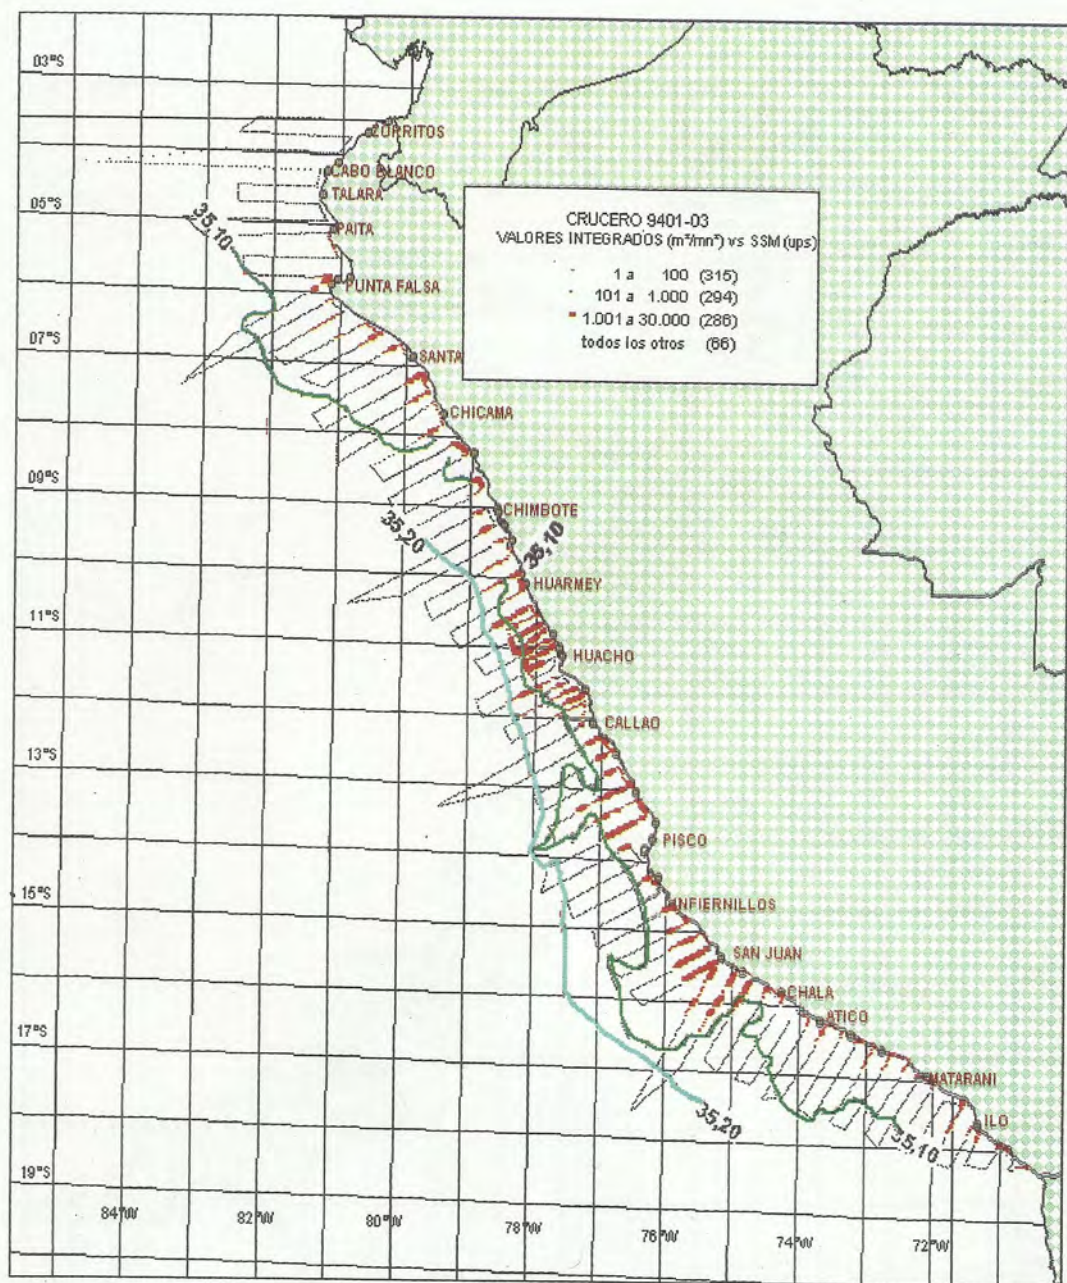 03°S
ZORRITOS
CABO BLANCO
TALARA
05°S
35,10
PAITA
PUNTA FALSA
CRUCERO 9401-03
VALORES INTEGRADOS (m²/mn²) vs SSM (ups)
1 a 100 (315)
101 a 1.000 (294)
1.001 a 30.000 (286)
todos los otros (66)
07°S
SANTA
CHICAMA
09°S
CHIMBOTE
35,20
35,10
HUARMEY
11°S
HUACHO
CALLAO
13°S
PISCO
15°S
INFIERNILLOS
SAN JUAN
CHALA
ATICO
17°S
MATARANI
35,20
35,10
ILO
19°S
84°W
82°W
80°W
78°W
76°W
74°W
72°W